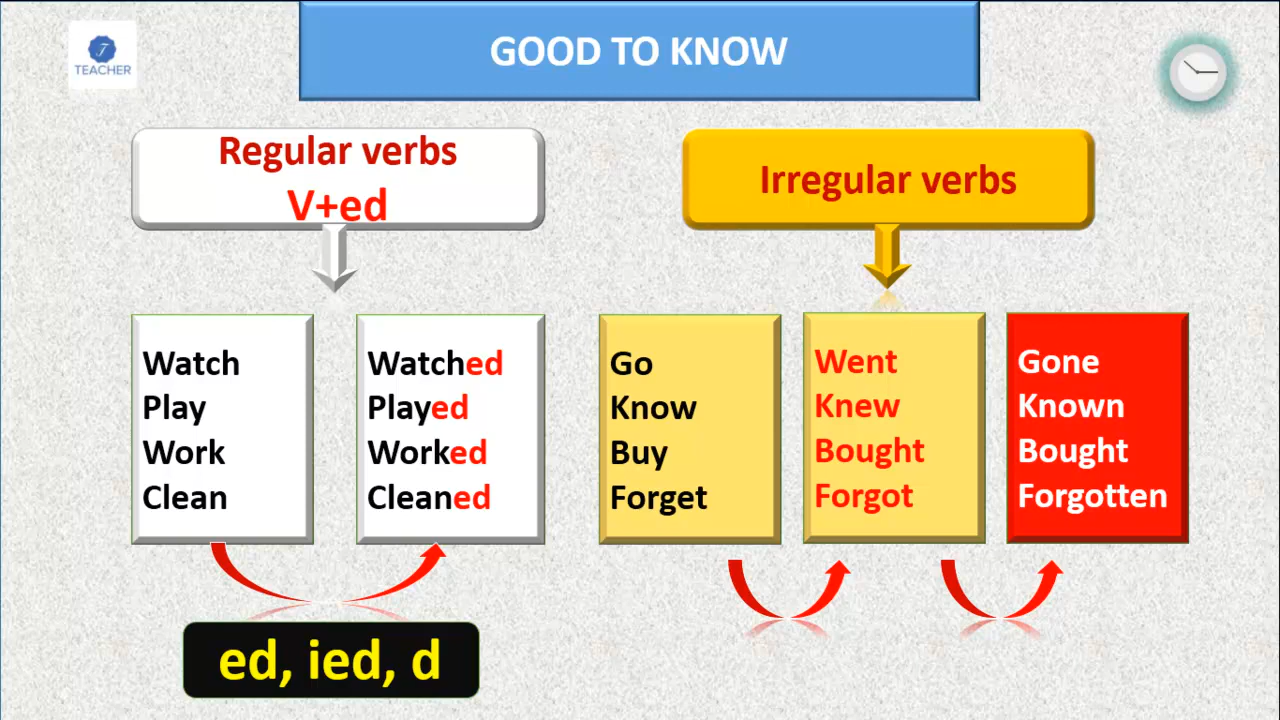 GOOD TO KNOW
T
TEACHER
Regular verbs
V+ed
Irregular verbs
Watch
Play
Work
Clean
Watched
Played
Worked
Cleaned
Go
Know
Buy
Forget
Went
Knew
Bought
Forgot
Gone
Known
Bought
Forgotten
ed, ied, d